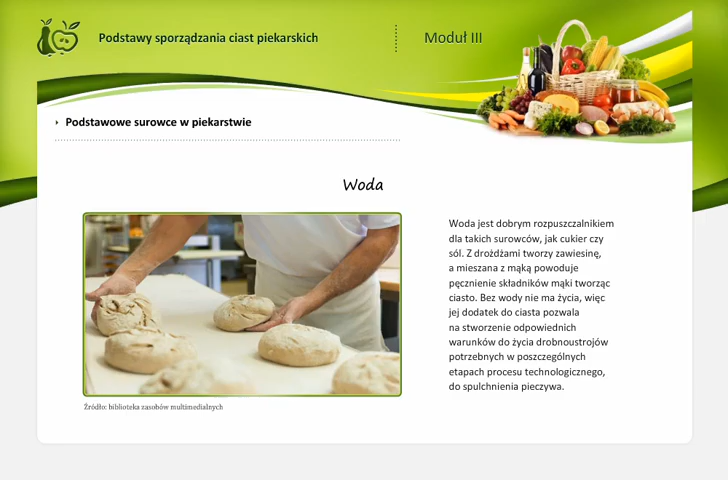 Podstawy sporządzania ciast piekarskich
Moduł III
Podstawowe surowce w piekarstwie
Woda
Woda jest dobrym rozpuszczalnikiem
dla takich surowców, jak cukier czy
sól. Z drożdżami tworzy zawiesinę,
a mieszana z mąką powoduje
pęcznienie składników mąki tworząc
ciasto. Bez wody nie ma życia, więc
jej dodatek do ciasta pozwala
na stworzenie odpowiednich
warunków do życia drobnoustrojów
potrzebnych w poszczególnych
etapach procesu technologicznego,
do spulchnienia pieczywa.
Źródło: biblioteka zasobów multimedialnych